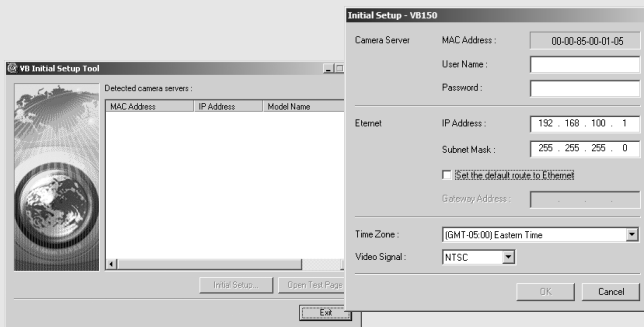 VB Initial Setup Tool
Detected camera servers :
MAC Address IP Address Model Name
Initial Setup... Open Test Page
Exit
Initial Setup - VB150
Camera Server MAC Address : 00-00-85-00-01-05
User Name :
Password :
Eternet IP Address : 192 . 168 . 100 . 1
Subnet Mask : 255 . 255 . 255 . 0
Set the default route to Ethernet
Gateway Address :
Time Zone : (GMT-05:00) Eastern Time
Video Signal : NTSC
OK Cancel